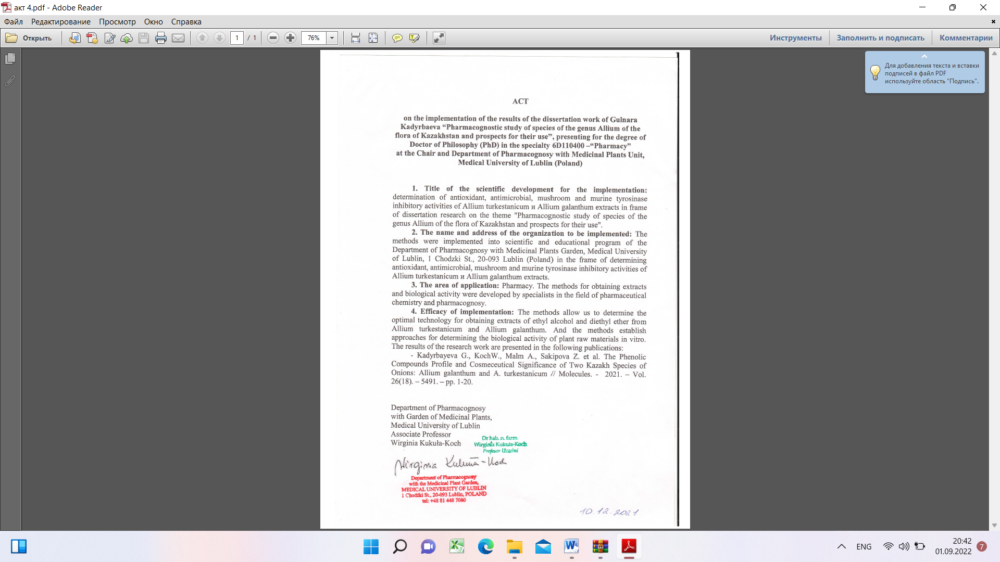 акт 4.pdf - Adobe Reader
Файл Редактирование Просмотр Окно Справка
Открыть 1 / 1 76% Инструменты Заполнить и подписать Комментарии
Для добавления текста и вставки
подписей в файл PDF
используйте область "Подпись".
ACT
on the implementation of the results of the dissertation work of Gulnara
Kadyrbaeva “Pharmacognostic study of species of the genus Allium of the
flora of Kazakhstan and prospects for their use”, presenting for the degree of
Doctor of Philosophy (PhD) in the specialty 6D110400 –“Pharmacy”
at the Chair and Department of Pharmacognosy with Medicinal Plants Unit,
Medical University of Lublin (Poland)
1. Title of the scientific development for the implementation:
determination of antioxidant, antimicrobial, mushroom and murine tyrosinase
inhibitory activities of Allium turkestanicum и Allium galanthum extracts in frame
of dissertation research on the theme "Pharmacognostic study of species of the
genus Allium of the flora of Kazakhstan and prospects for their use".
2. The name and address of the organization to be implemented: The
methods were implemented into scientific and educational program of the
Department of Pharmacognosy with Medicinal Plants Garden, Medical University
of Lublin, 1 Chodzki St., 20-093 Lublin (Poland) in the frame of determining
antioxidant, antimicrobial, mushroom and murine tyrosinase inhibitory activities of
Allium turkestanicum и Allium galanthum extracts.
3. The area of application: Pharmacy. The methods for obtaining extracts
and biological activity were developed by specialists in the field of pharmaceutical
chemistry and pharmacognosy.
4. Efficacy of implementation: The methods allow us to determine the
optimal technology for obtaining extracts of ethyl alcohol and diethyl ether from
Allium turkestanicum and Allium galanthum. And the methods establish
approaches for determining the biological activity of plant raw materials in vitro.
The results of the research work are presented in the following publications:
- Kadyrbayeva G., KochW., Malm A., Sakipova Z. et al. The Phenolic
Compounds Profile and Cosmeceutical Significance of Two Kazakh Species of
Onions: Allium galanthum and A. turkestanicum // Molecules. - 2021. – Vol.
26(18). – 5491. – pp. 1-20.
Department of Pharmacognosy
with Garden of Medicinal Plants,
Medical University of Lublin
Associate Professor
Wirginia Kukuła-Koch
Dr hab. n. farm.
Wirginia Kukuła-Koch
Profesor Uczelni
Wirginia Kukuła-Koch
Department of Pharmacognosy
with the Medicinal Plant Garden,
MEDICAL UNIVERSITY OF LUBLIN
1 Chodźki St., 20-093 Lublin, POLAND
tel: +48 81 448 7080
10.12.2021
ENG
20:42
01.09.2022
7